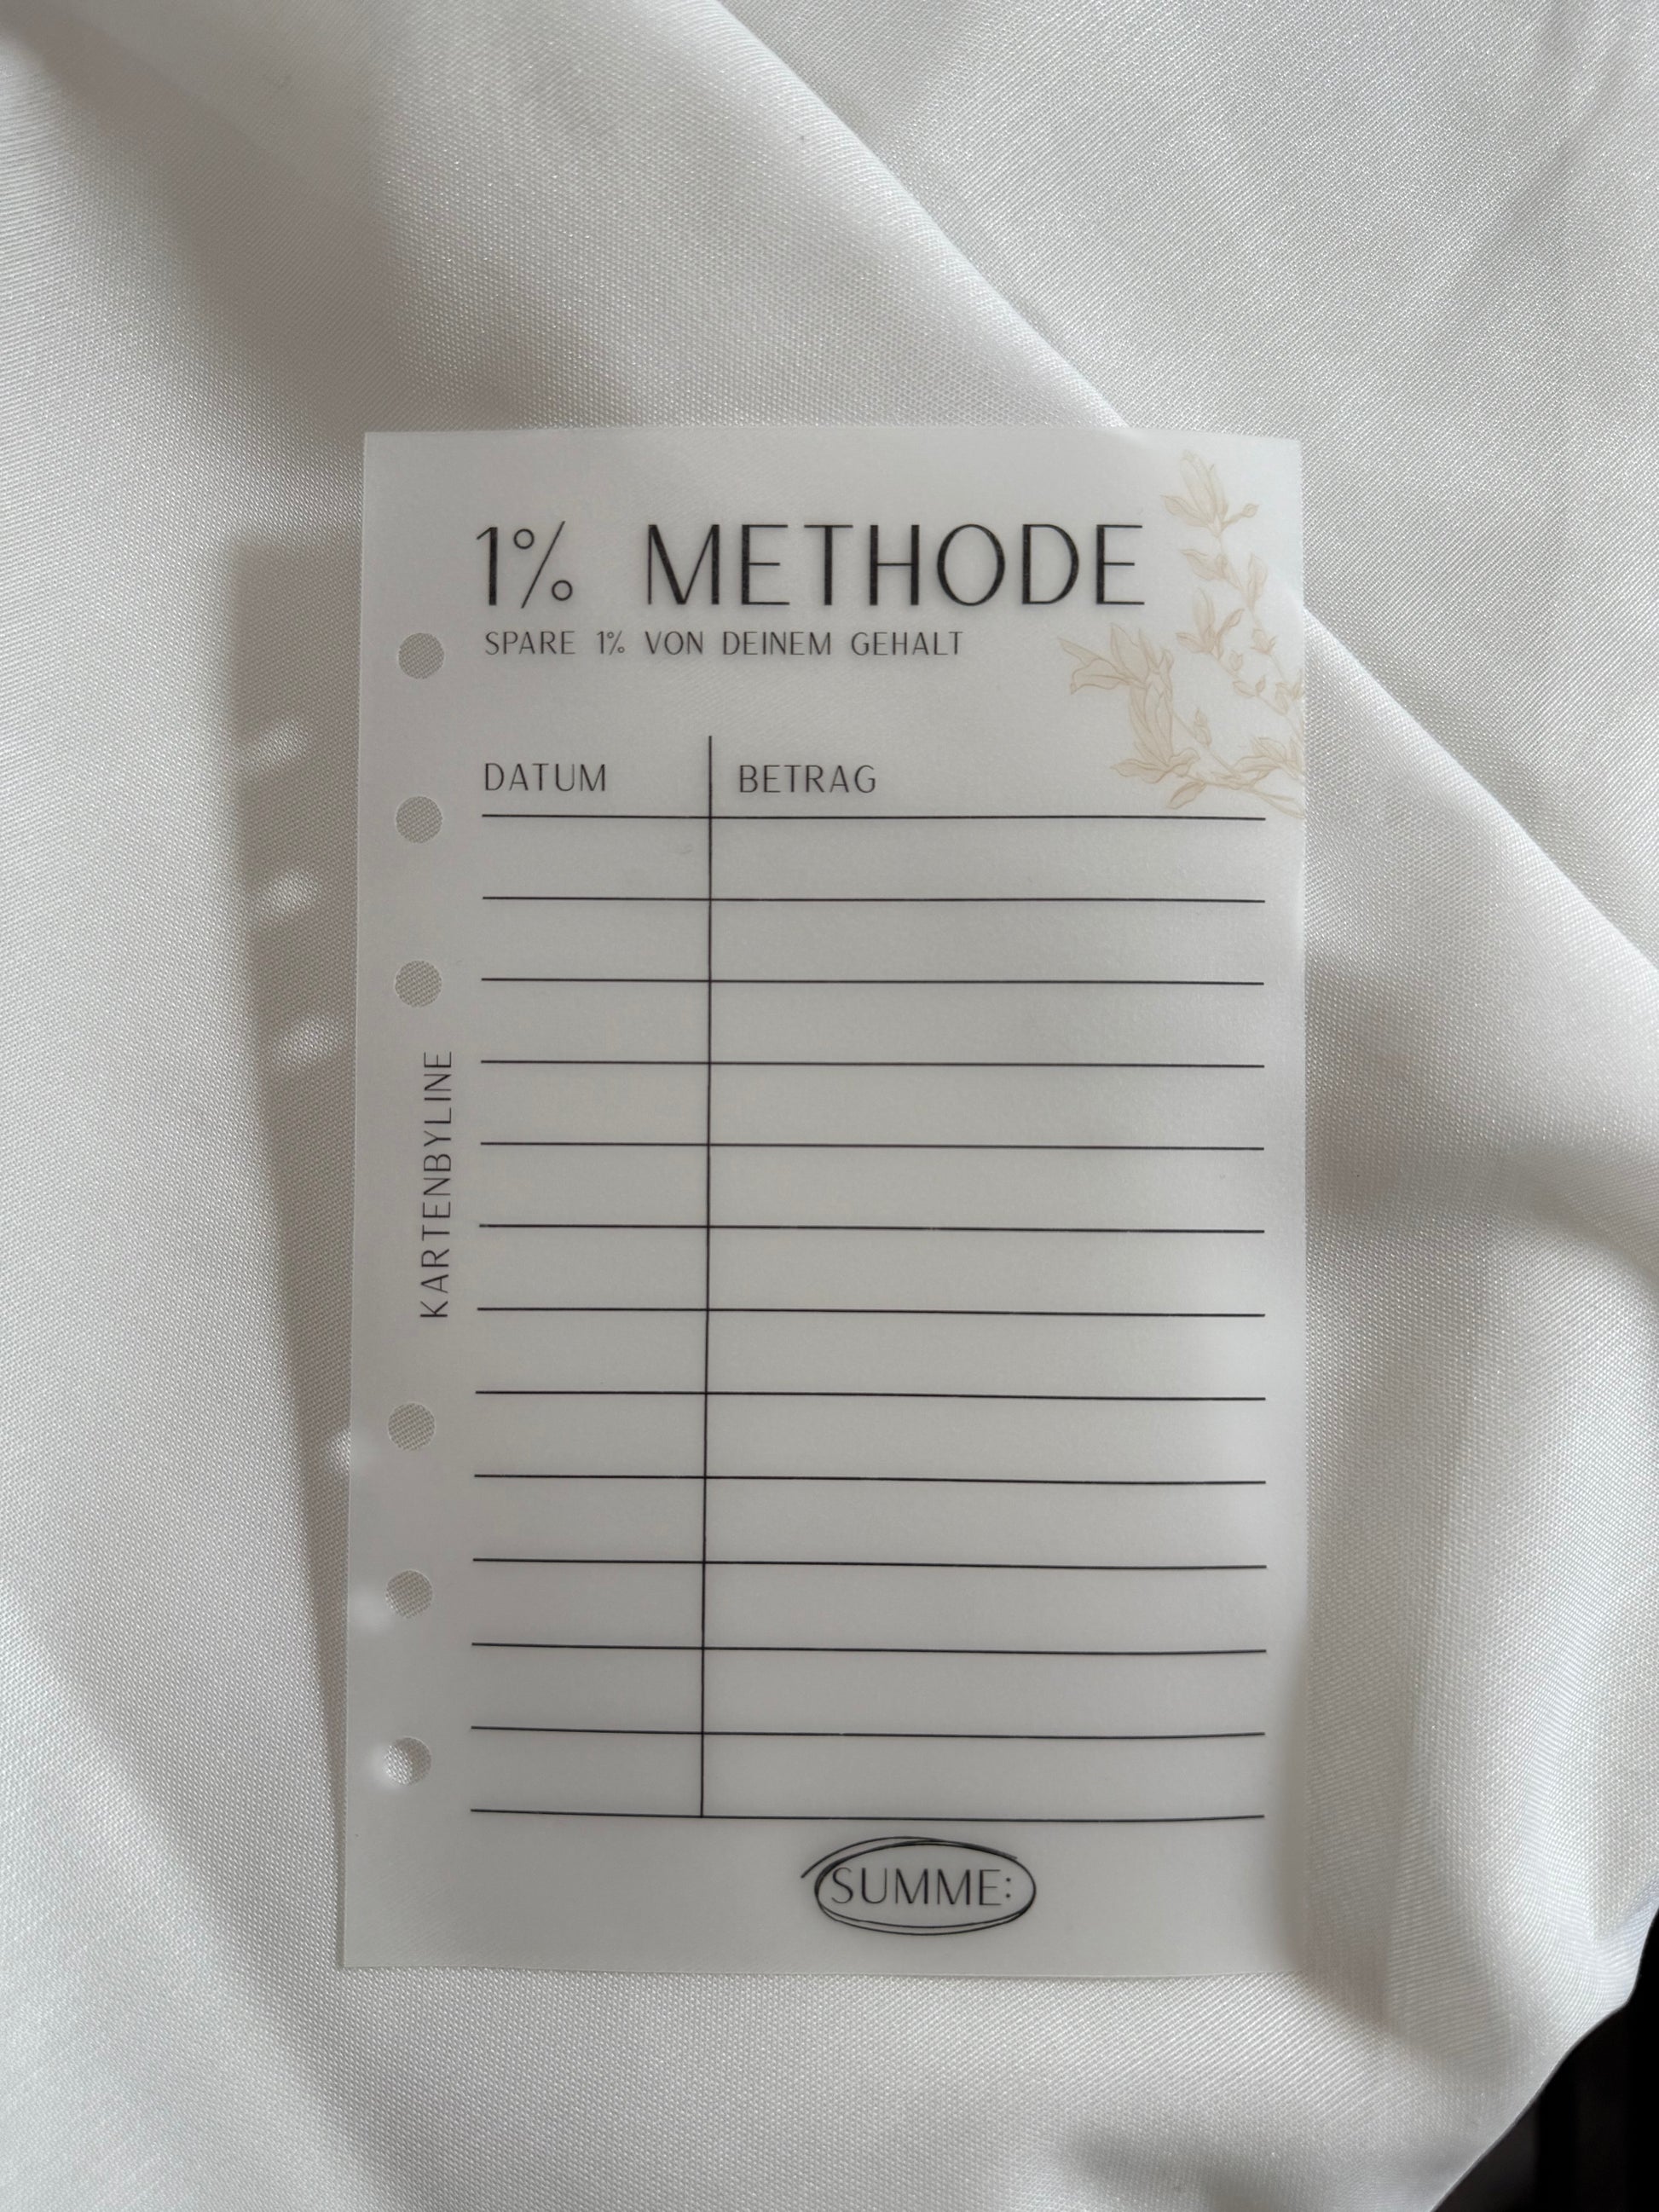 1% METHODE
SPARE 1% VON DEINEM GEHALT
DATUM BETRAG
KARTENBYLINE
SUMME: